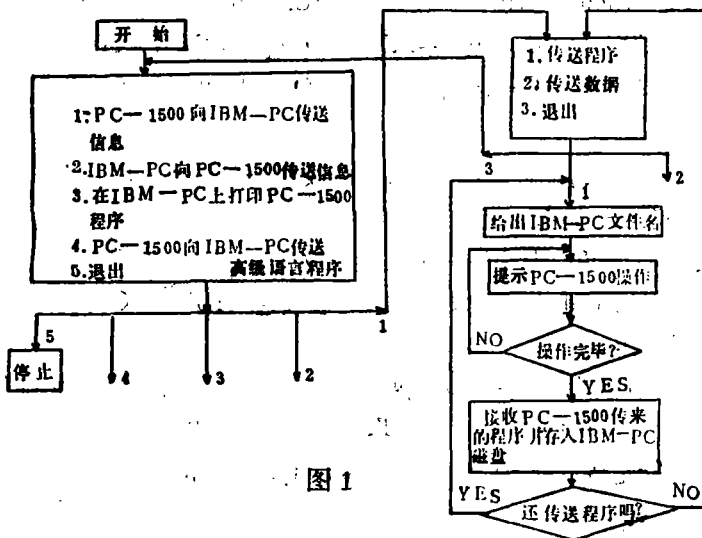 开 始
1. PC—1500向IBM—PC传送
信息
2.IBM—PC向PC—1500传送信息
3.在IBM—PC上打印PC—1500
程序
4. PC—1500向IBM—PC传送
5.退出 高级语言程序
5
4
3
2
1
停止
图1
1.传送程序
2.传送数据
3.退出
3
2
1
给出IBM—PC文件名
提示PC—1500操作
NO
操作完毕?
YES
接收PC—1500传来
的程序并存入IBM—PC
磁盘
YES
NO
还传送程序吗?